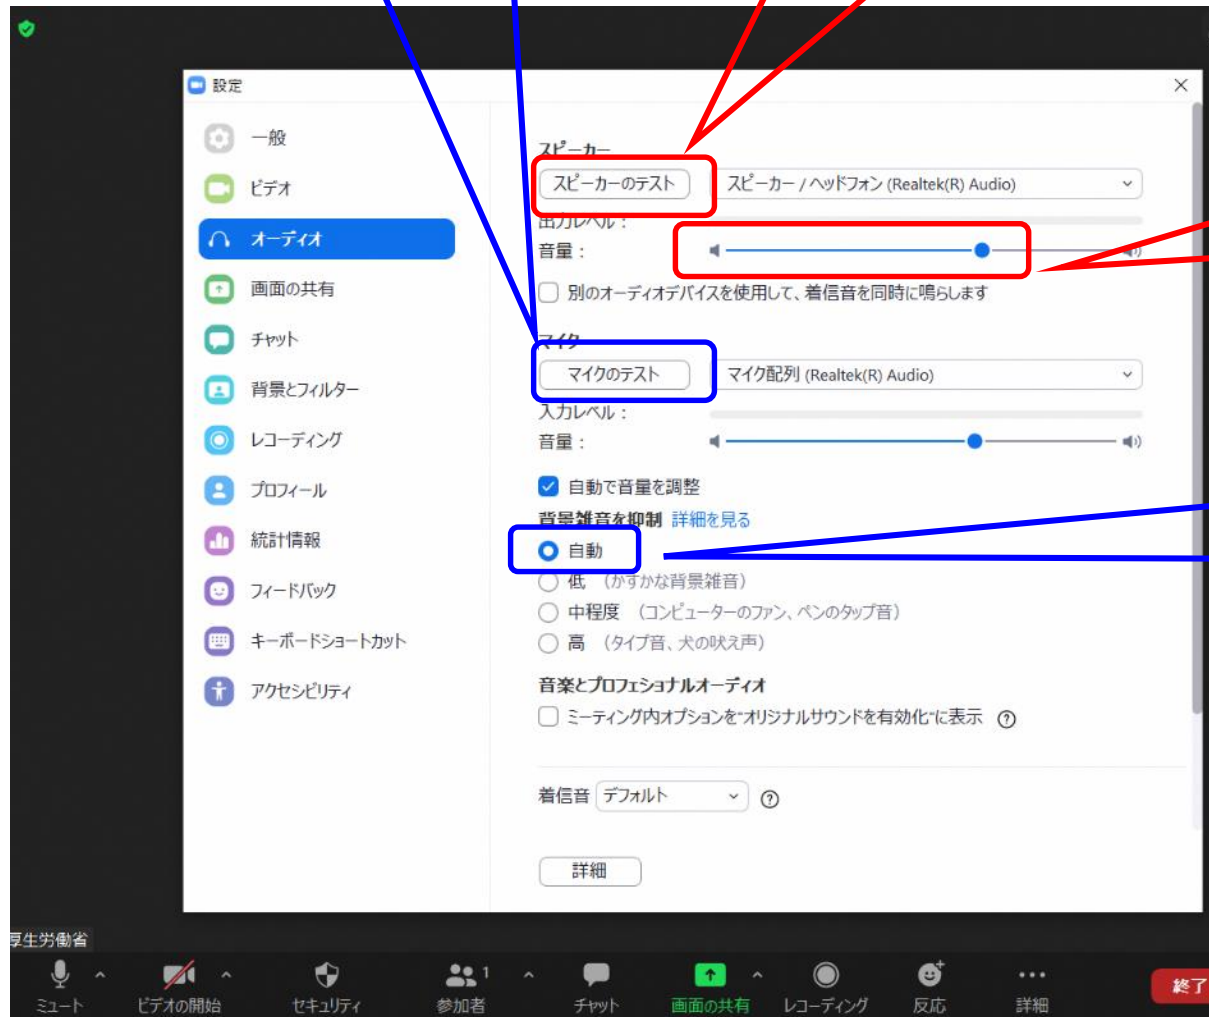 設定
一般
ビデオ
オーディオ
画面の共有
チャット
背景とフィルター
レコーディング
プロフィール
統計情報
フィードバック
キーボードショートカット
アクセシビリティ
スピーカー
スピーカーのテスト
スピーカー / ヘッドフォン (Realtek(R) Audio)
出力レベル：
音量：
別のオーディオデバイスを使用して、着信音を同時に鳴らします
マイク
マイクのテスト
マイク配列 (Realtek(R) Audio)
入力レベル：
音量：
自動で音量を調整
背景雑音を抑制 詳細を見る
自動
低 （かすかな背景雑音）
中程度 （コンピューターのファン、ペンのタップ音）
高 （タイプ音、犬の吠え声）
音楽とプロフェショナルオーディオ
ミーティング内オプションを"オリジナルサウンドを有効化"に表示
着信音 デフォルト
詳細
厚生労働省
ミュート
ビデオの開始
セキュリティ
参加者
1
チャット
画面の共有
レコーディング
反応
詳細
終了